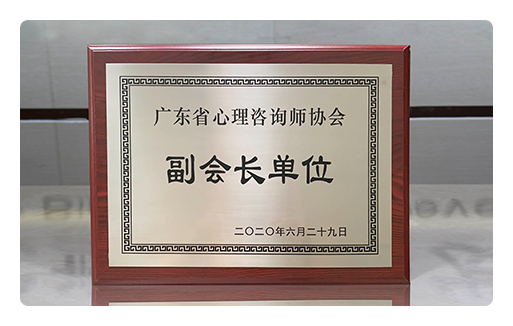 广东省心理咨询师协会
副会长单位
二〇二〇年六月二十九日